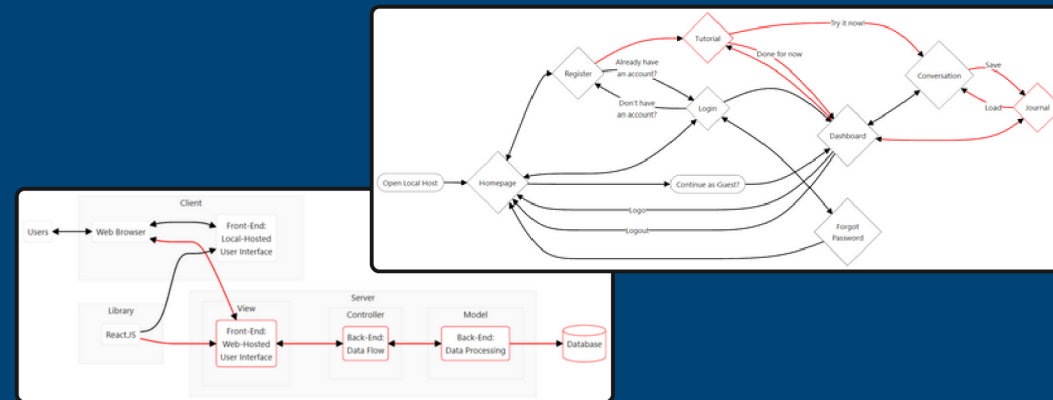 Try it now!
Tutorial
Done for now
Already have
an account?
Register
Conversation
Save
Don't have
an account?
Login
Load
Journal
Dashboard
Open Local Host
Homepage
Continue as Guest?
Logo
Logout
Forgot
Password
Client
Users
Web Browser
Front-End:
Local-Hosted
User Interface
Library
ReactJS
Server
View
Front-End:
Web-Hosted
User Interface
Controller
Back-End:
Data Flow
Model
Back-End:
Data Processing
Database